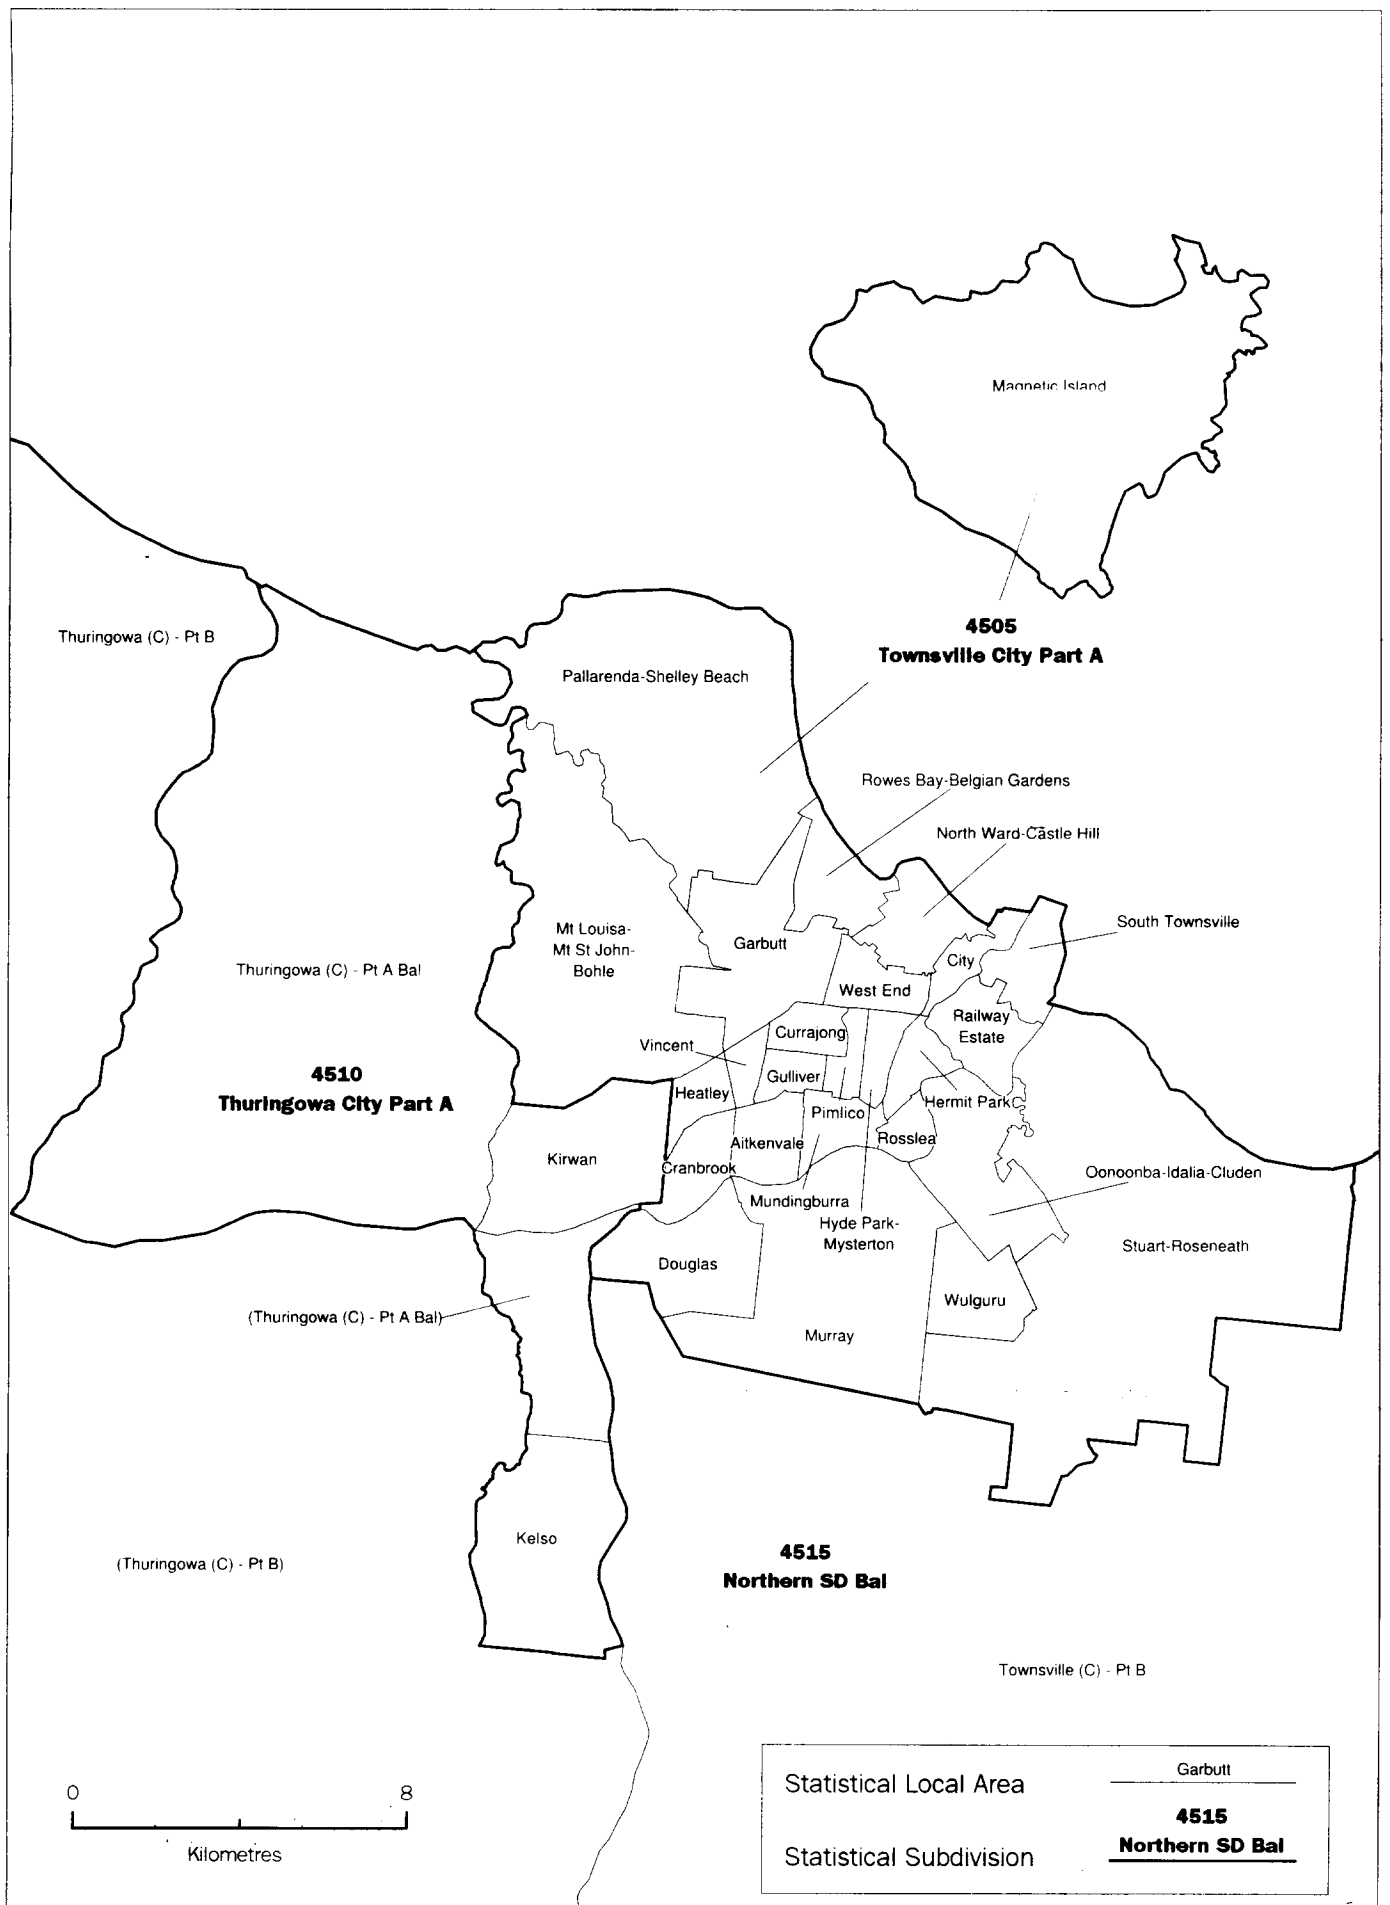 Magnetic Island
4505
Townsville City Part A
Thuringowa (C) - Pt B
Pallarenda-Shelley Beach
Rowes Bay-Belgian Gardens
North Ward-Castle Hill
South Townsville
Mt Louisa-
Mt St John-
Bohle
Garbutt
City
Thuringowa (C) - Pt A Bal
West End
Railway
Estate
Currajong
Vincent
4510
Thuringowa City Part A
Gulliver
Heatley
Pimlico
Hermit Park
Aitkenvale
Rosslea
Kirwan
Cranbrook
Oonoonba-Idalia-Cluden
Mundingburra
Hyde Park-
Mysterton
Stuart-Roseneath
Douglas
Wulguru
(Thuringowa (C) - Pt A Bal)
Murray
Kelso
4515
Northern SD Bal
(Thuringowa (C) - Pt B)
Townsville (C) - Pt B
0 8
Kilometres
Statistical Local Area
Garbutt
4515
Northern SD Bal
Statistical Subdivision